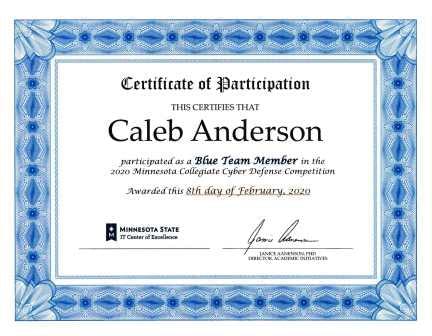 Certificate of Participation
THIS CERTIFIES THAT
Caleb Anderson
participated as a Blue Team Member in the
2020 Minnesota Collegiate Cyber Defense Competition
Awarded this 8th day of February, 2020
MINNESOTA STATE
IT Center of Excellence
JANICE AANENSON, PHD
DIRECTOR, ACADEMIC INITIATIVES